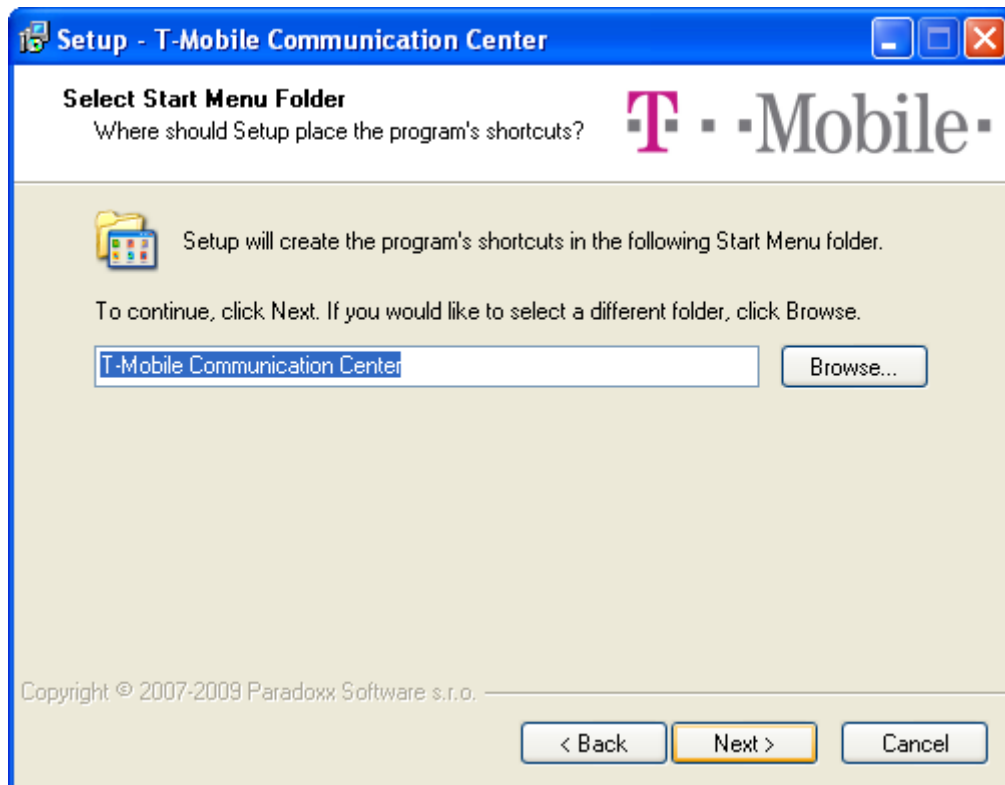 Setup - T-Mobile Communication Center
Select Start Menu Folder
Where should Setup place the program's shortcuts?
T · · Mobile ·
Setup will create the program's shortcuts in the following Start Menu folder.
To continue, click Next. If you would like to select a different folder, click Browse.
T-Mobile Communication Center
Browse...
Copyright © 2007-2009 Paradoxx Software s.r.o.
< Back
Next >
Cancel